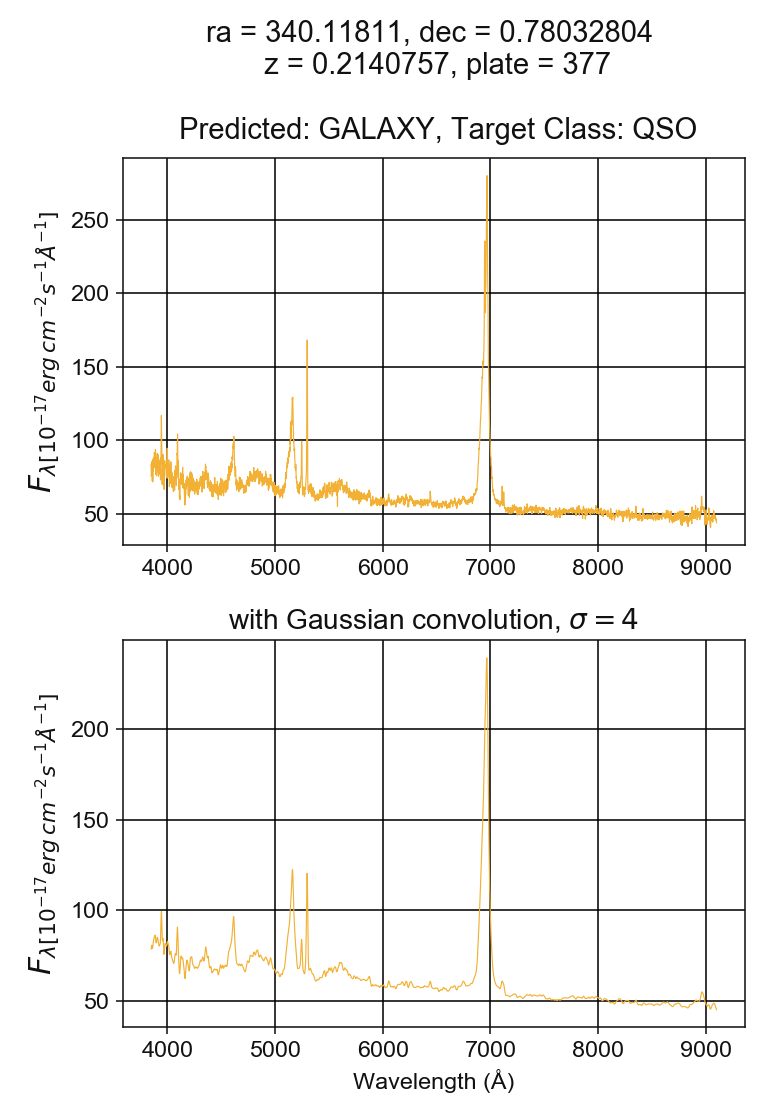 ra = 340.11811, dec = 0.78032804
z = 0.2140757, plate = 377
Predicted: GALAXY, Target Class: QSO
F_λ[10^{−17} erg cm^{−2} s^{−1} Å^{−1}]
250
200
150
100
50
4000 5000 6000 7000 8000 9000
with Gaussian convolution, σ = 4
F_λ[10^{−17} erg cm^{−2} s^{−1} Å^{−1}]
200
150
100
50
4000 5000 6000 7000 8000 9000
Wavelength (Å)